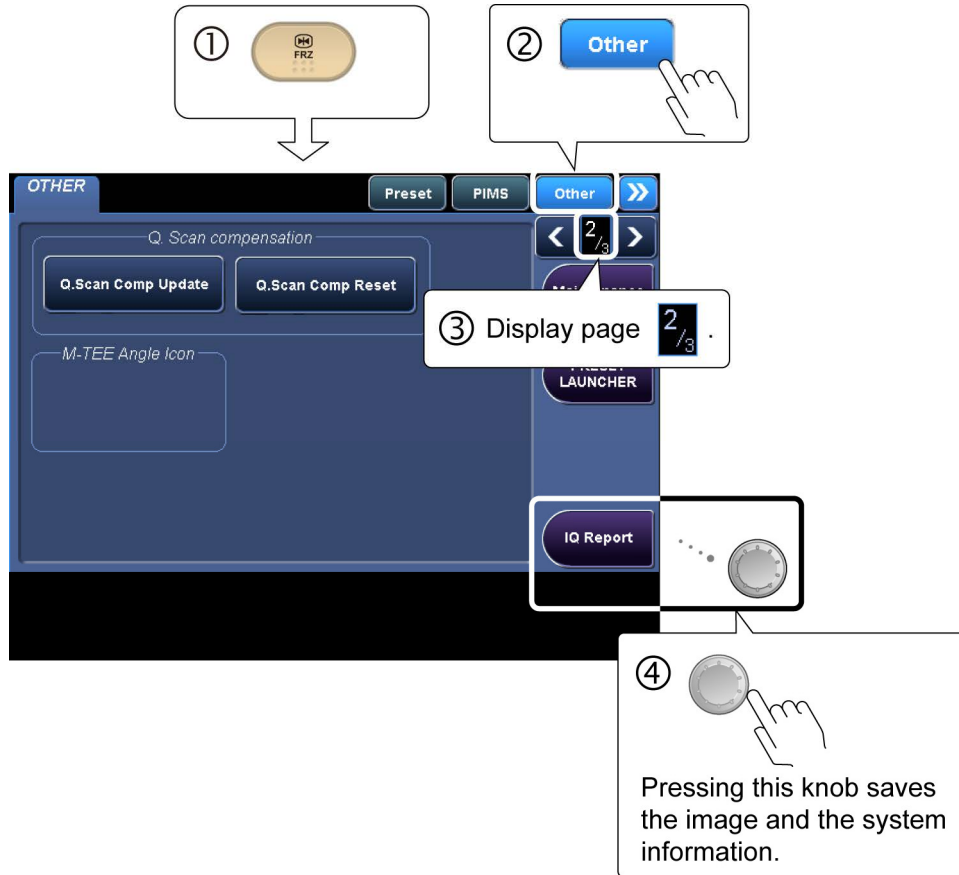 ①
FRZ
②
Other
OTHER
Preset
PIMS
Other
2/3
Q. Scan compensation
Q.Scan Comp Update
Q.Scan Comp Reset
③ Display page 2/3 .
M-TEE Angle Icon
LAUNCHER
IQ Report
④
Pressing this knob saves
the image and the system
information.